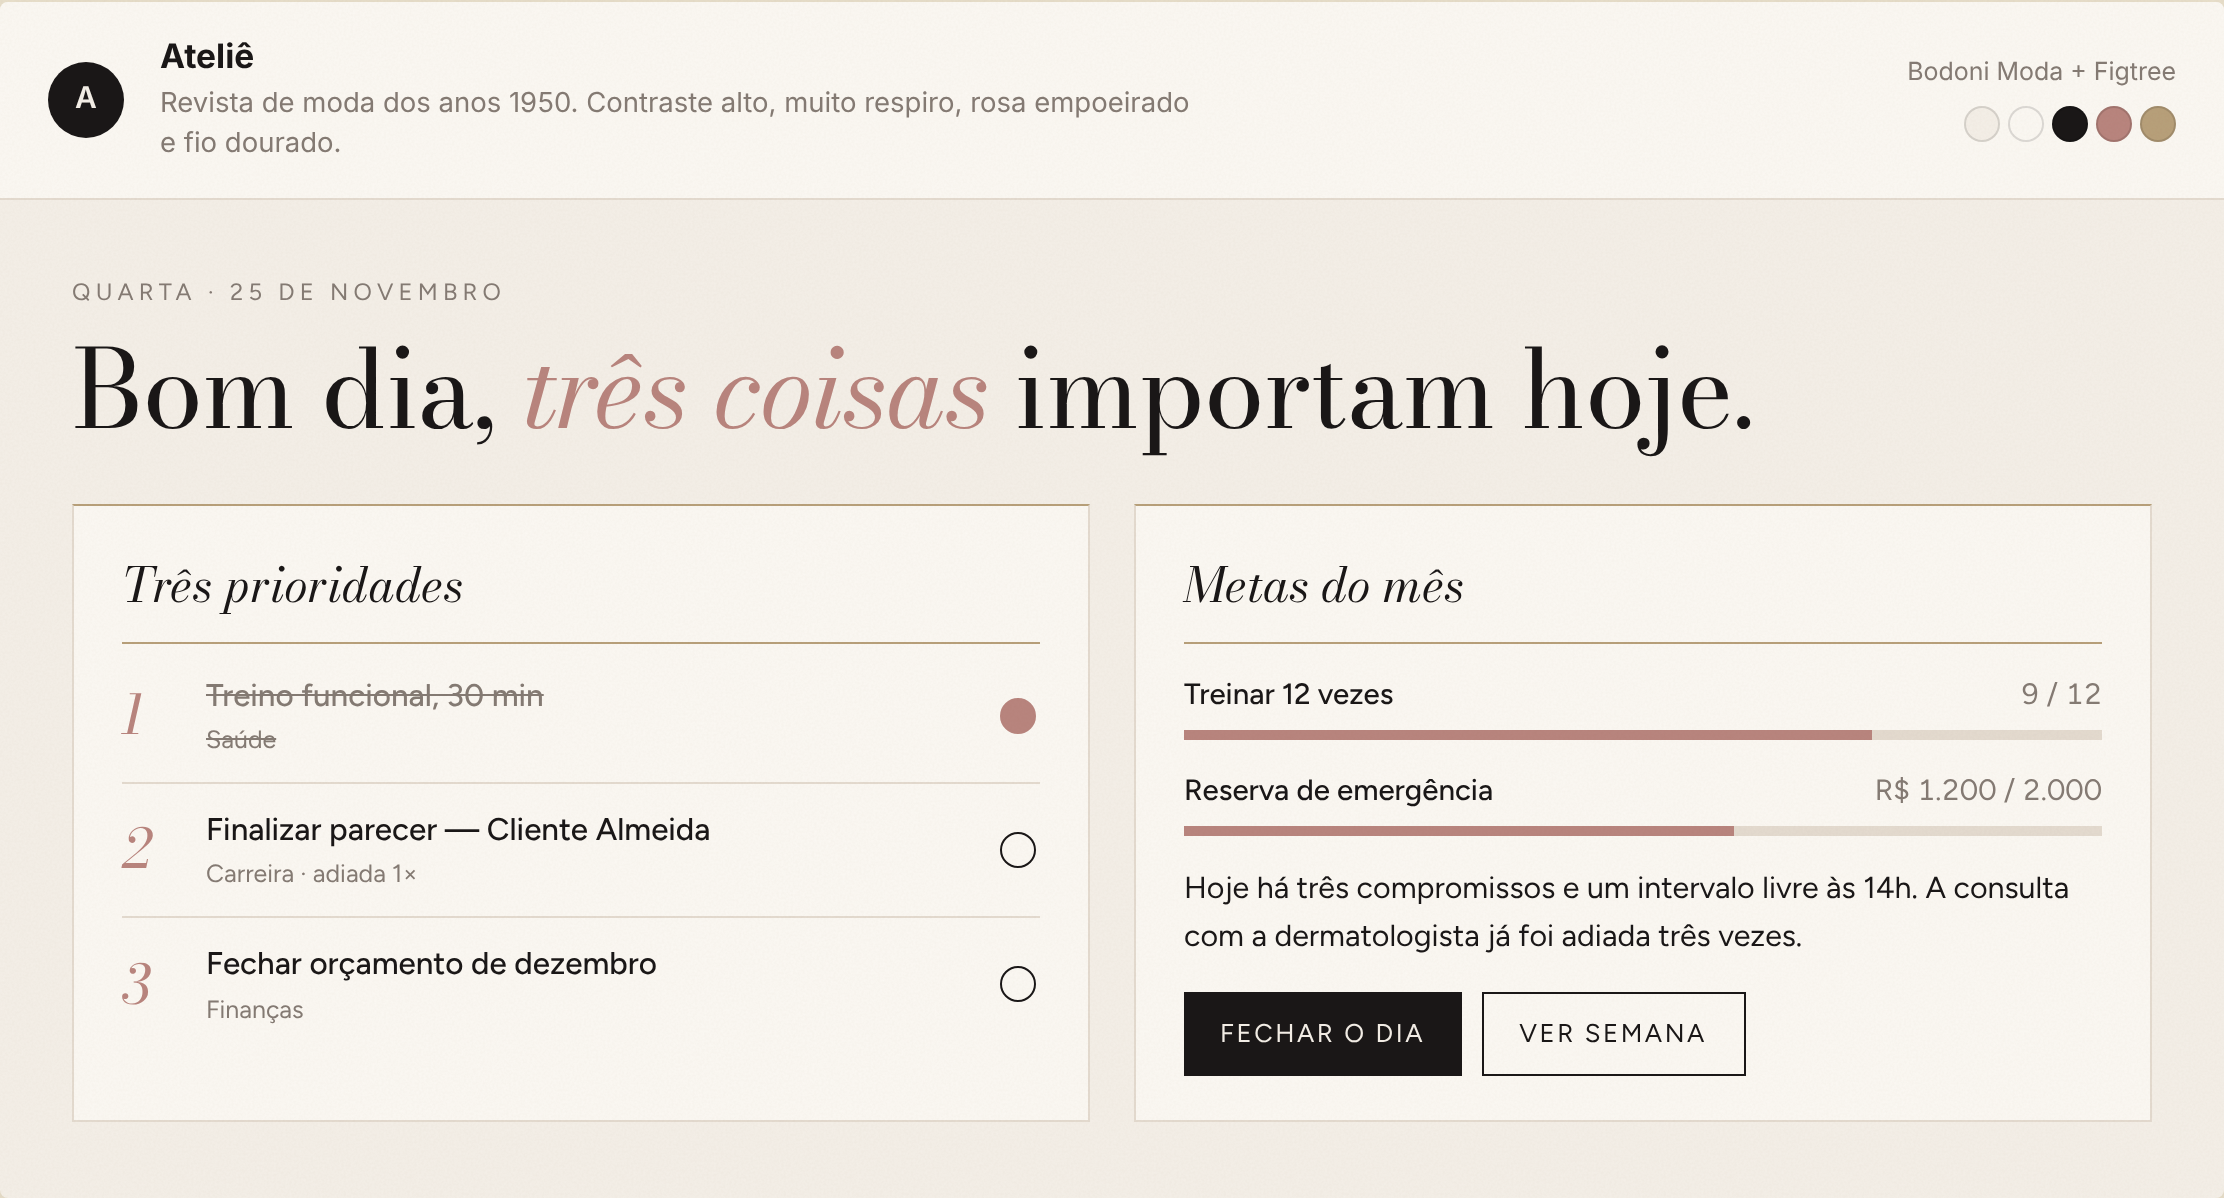 A
Ateliê
Revista de moda dos anos 1950. Contraste alto, muito respiro, rosa empoeirado
e fio dourado.
Bodoni Moda + Figtree
QUARTA · 25 DE NOVEMBRO
Bom dia, três coisas importam hoje.
Três prioridades
1
Treino funcional, 30 min
Saúde
2
Finalizar parecer — Cliente Almeida
Carreira · adiada 1×
3
Fechar orçamento de dezembro
Finanças
Metas do mês
Treinar 12 vezes
9 / 12
Reserva de emergência
R$ 1.200 / 2.000
Hoje há três compromissos e um intervalo livre às 14h. A consulta
com a dermatologista já foi adiada três vezes.
FECHAR O DIA
VER SEMANA